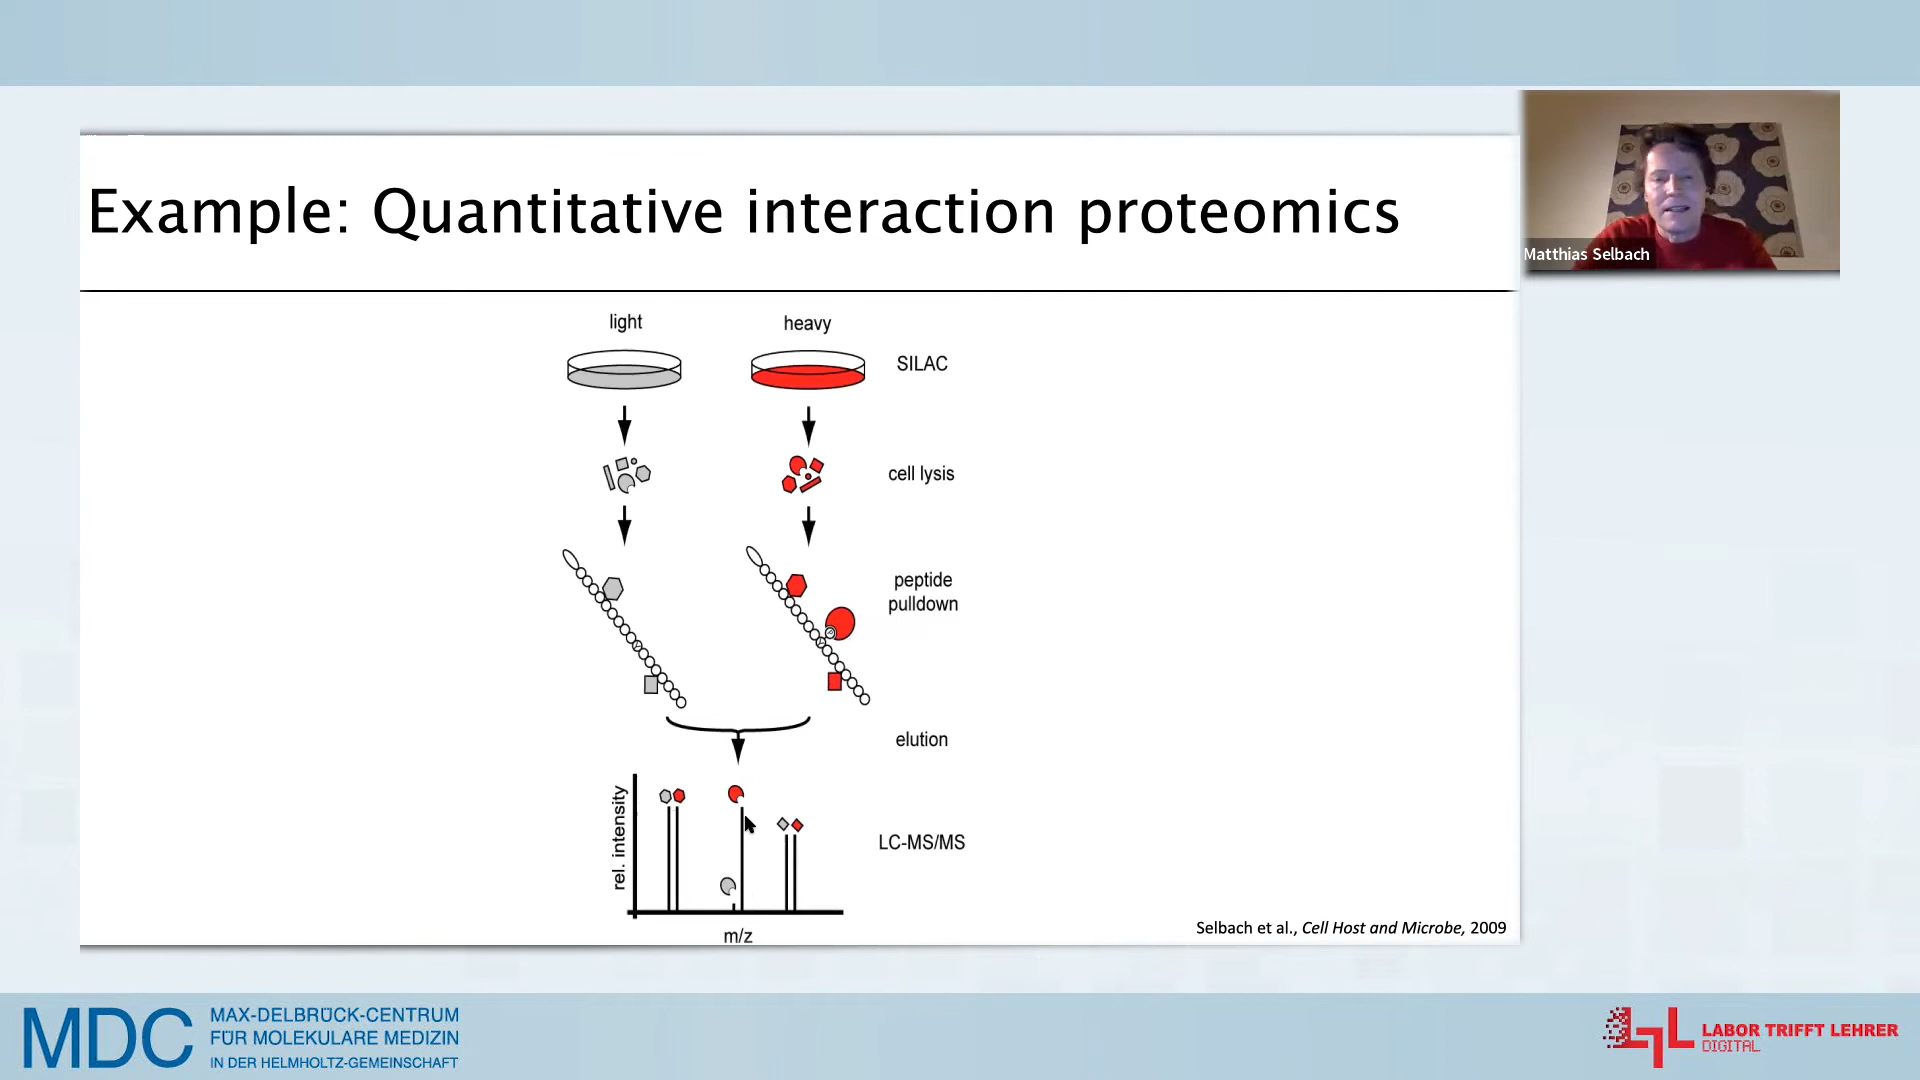 Example: Quantitative interaction proteomics
Matthias Selbach
light
heavy
SILAC
cell lysis
peptide
pulldown
elution
rel. intensity
LC-MS/MS
m/z
Selbach et al., Cell Host and Microbe, 2009
MDC
MAX-DELBRÜCK-CENTRUM
FÜR MOLEKULARE MEDIZIN
IN DER HELMHOLTZ-GEMEINSCHAFT
LTL
LABOR TRIFFT LEHRER
DIGITAL